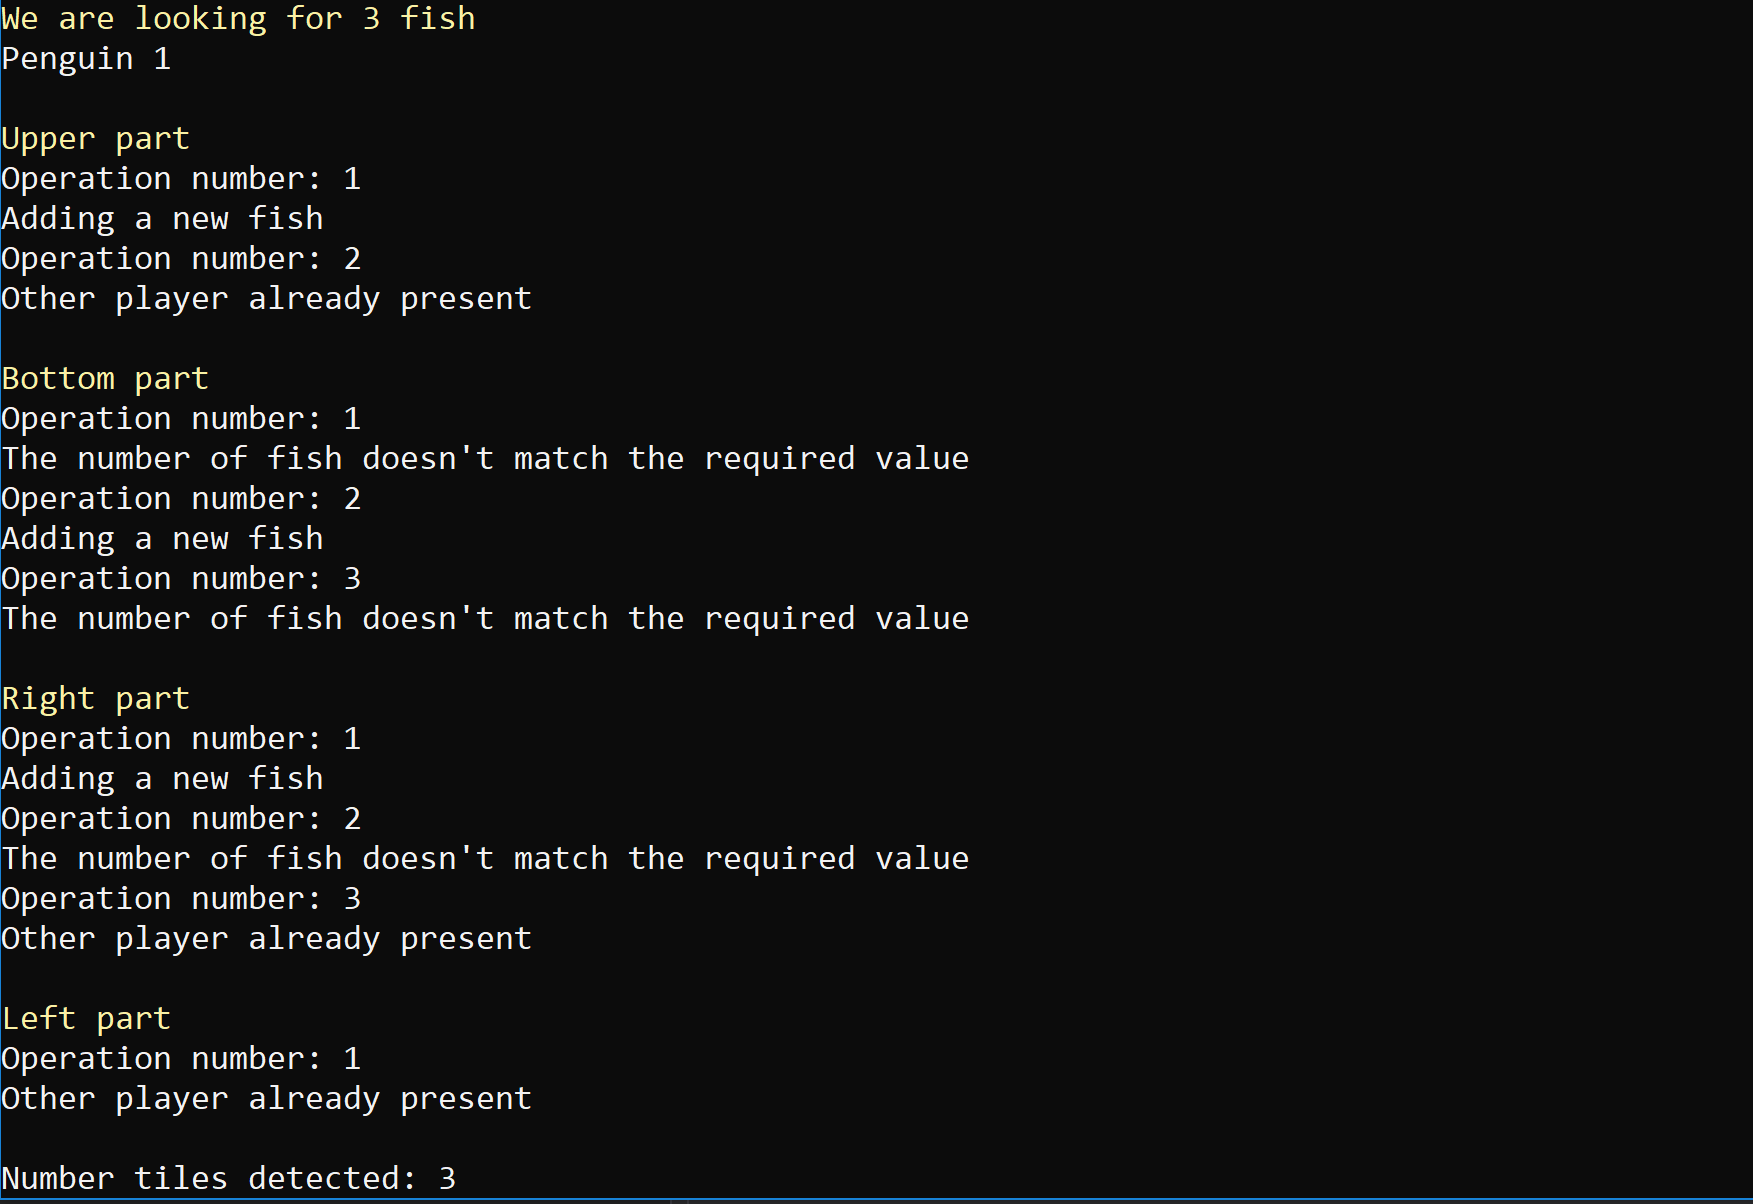 We are looking for 3 fish
Penguin 1
Upper part
Operation number: 1
Adding a new fish
Operation number: 2
Other player already present
Bottom part
Operation number: 1
The number of fish doesn't match the required value
Operation number: 2
Adding a new fish
Operation number: 3
The number of fish doesn't match the required value
Right part
Operation number: 1
Adding a new fish
Operation number: 2
The number of fish doesn't match the required value
Operation number: 3
Other player already present
Left part
Operation number: 1
Other player already present
Number tiles detected: 3